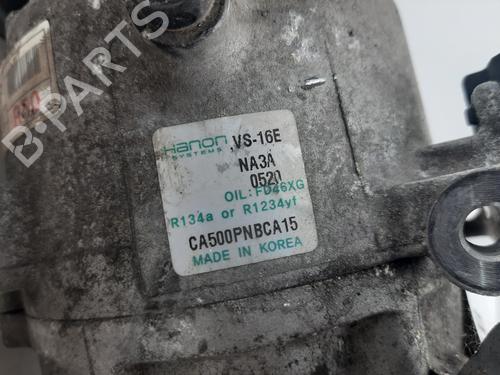 Hanon
SYSTEMS
,VS-16E
NA3A
0520
OIL:FD46XG
R134a or R1234yf
CA500PNBCA15
MADE IN KOREA
B-PARTS